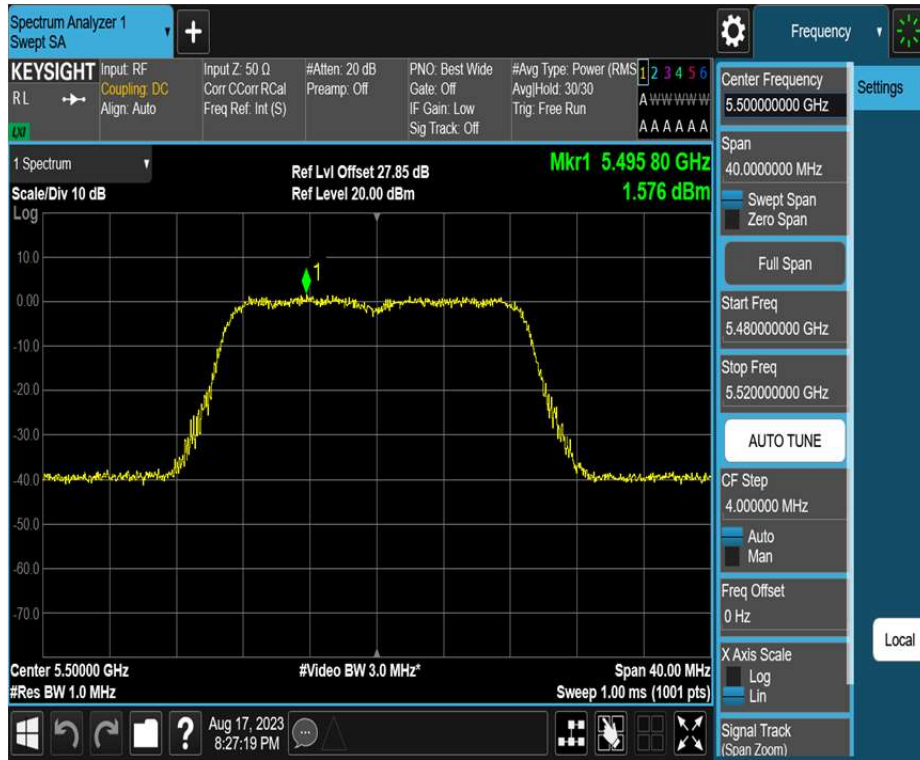 Spectrum Analyzer 1
Swept SA
+
Frequency
KEYSIGHT
RL
LXI
Input: RF
Coupling: DC
Align: Auto
Input Z: 50 Ω
Corr CCorr RCal
Freq Ref: Int (S)
#Atten: 20 dB
Preamp: Off
PNO: Best Wide
Gate: Off
IF Gain: Low
Sig Track: Off
#Avg Type: Power (RMS
Avg|Hold: 30/30
Trig: Free Run
1 2 3 4 5 6
A W W W W W
A A A A A A
1 Spectrum
Scale/Div 10 dB
Log
Ref Lvl Offset 27.85 dB
Ref Level 20.00 dBm
Mkr1 5.495 80 GHz
1.576 dBm
1
10.0
0.00
-10.0
-20.0
-30.0
-40.0
-50.0
-60.0
-70.0
Center 5.50000 GHz
#Res BW 1.0 MHz
#Video BW 3.0 MHz*
Span 40.00 MHz
Sweep 1.00 ms (1001 pts)
?
Aug 17, 2023
8:27:19 PM
Center Frequency
5.500000000 GHz
Span
40.0000000 MHz
Swept Span
Zero Span
Full Span
Start Freq
5.480000000 GHz
Stop Freq
5.520000000 GHz
AUTO TUNE
CF Step
4.000000 MHz
Auto
Man
Freq Offset
0 Hz
X Axis Scale
Log
Lin
Signal Track
(Span Zoom)
Settings
Local